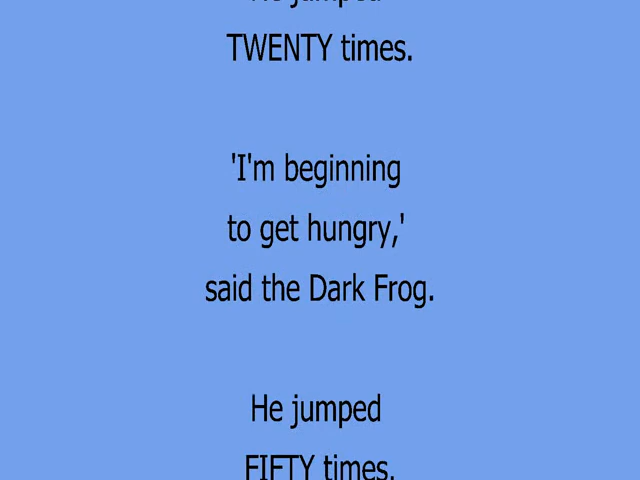 He jumped
TWENTY times.
'I'm beginning
to get hungry,'
said the Dark Frog.
He jumped
FIFTY times.